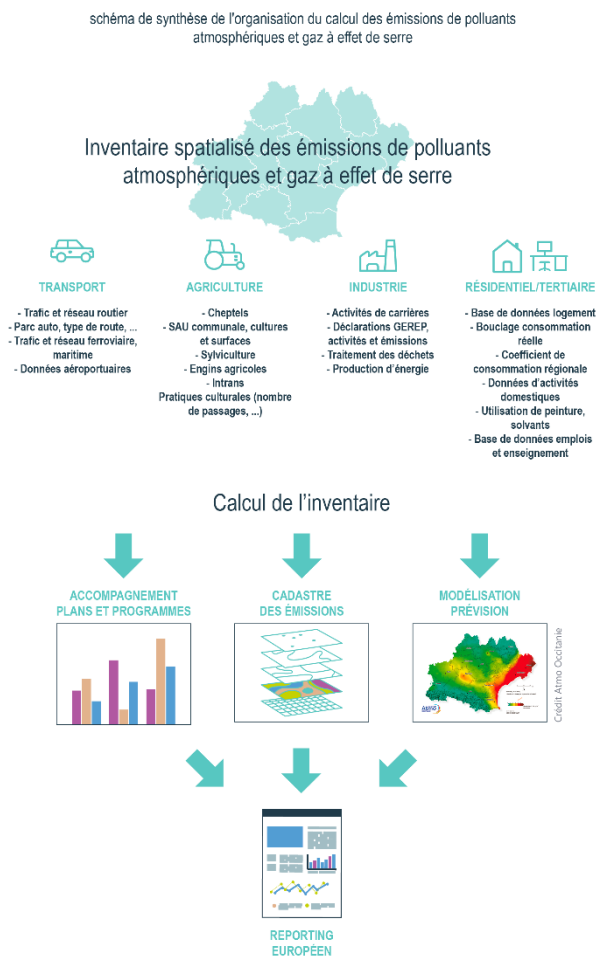 schéma de synthèse de l'organisation du calcul des émissions de polluants
atmosphériques et gaz à effet de serre
Inventaire spatialisé des émissions de polluants
atmosphériques et gaz à effet de serre
TRANSPORT
- Trafic et réseau routier
- Parc auto, type de route, ...
- Trafic et réseau ferroviaire,
maritime
- Données aéroportuaires
AGRICULTURE
- Cheptels
- SAU communale, cultures
et surfaces
- Sylviculture
- Engins agricoles
- Intrans
Pratiques culturales (nombre
de passages, ...)
INDUSTRIE
- Activités de carrières
- Déclarations GEREP,
activités et émissions
- Traitement des déchets
- Production d'énergie
RÉSIDENTIEL/TERTIAIRE
- Base de données logement
- Bouclage consommation
réelle
- Coefficient de
consommation régionale
- Données d'activités
domestiques
- Utilisation de peinture,
solvants
- Base de données emplois
et enseignement
Calcul de l'inventaire
ACCOMPAGNEMENT
PLANS ET PROGRAMMES
CADASTRE
DES ÉMISSIONS
MODÉLISATION
PRÉVISION
Crédit Atmo Occitanie
REPORTING
EUROPÉEN